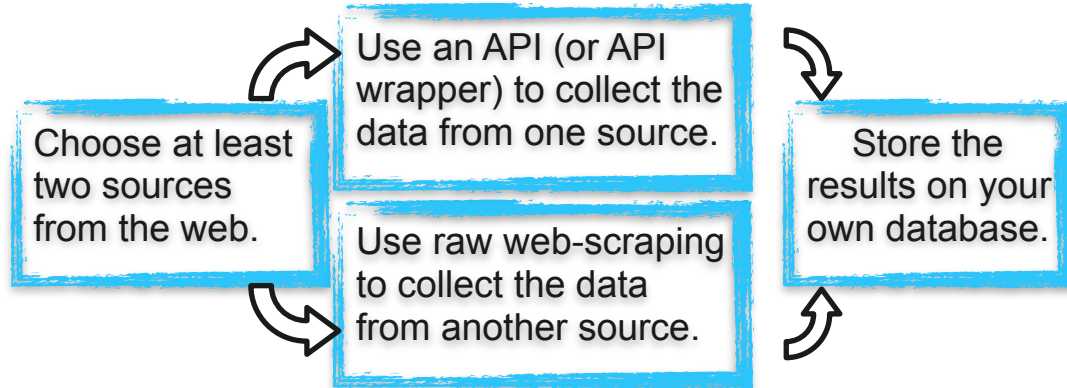 Choose at least
two sources
from the web.
Use an API (or API
wrapper) to collect the
data from one source.
Use raw web-scraping
to collect the data
from another source.
Store the
results on your
own database.